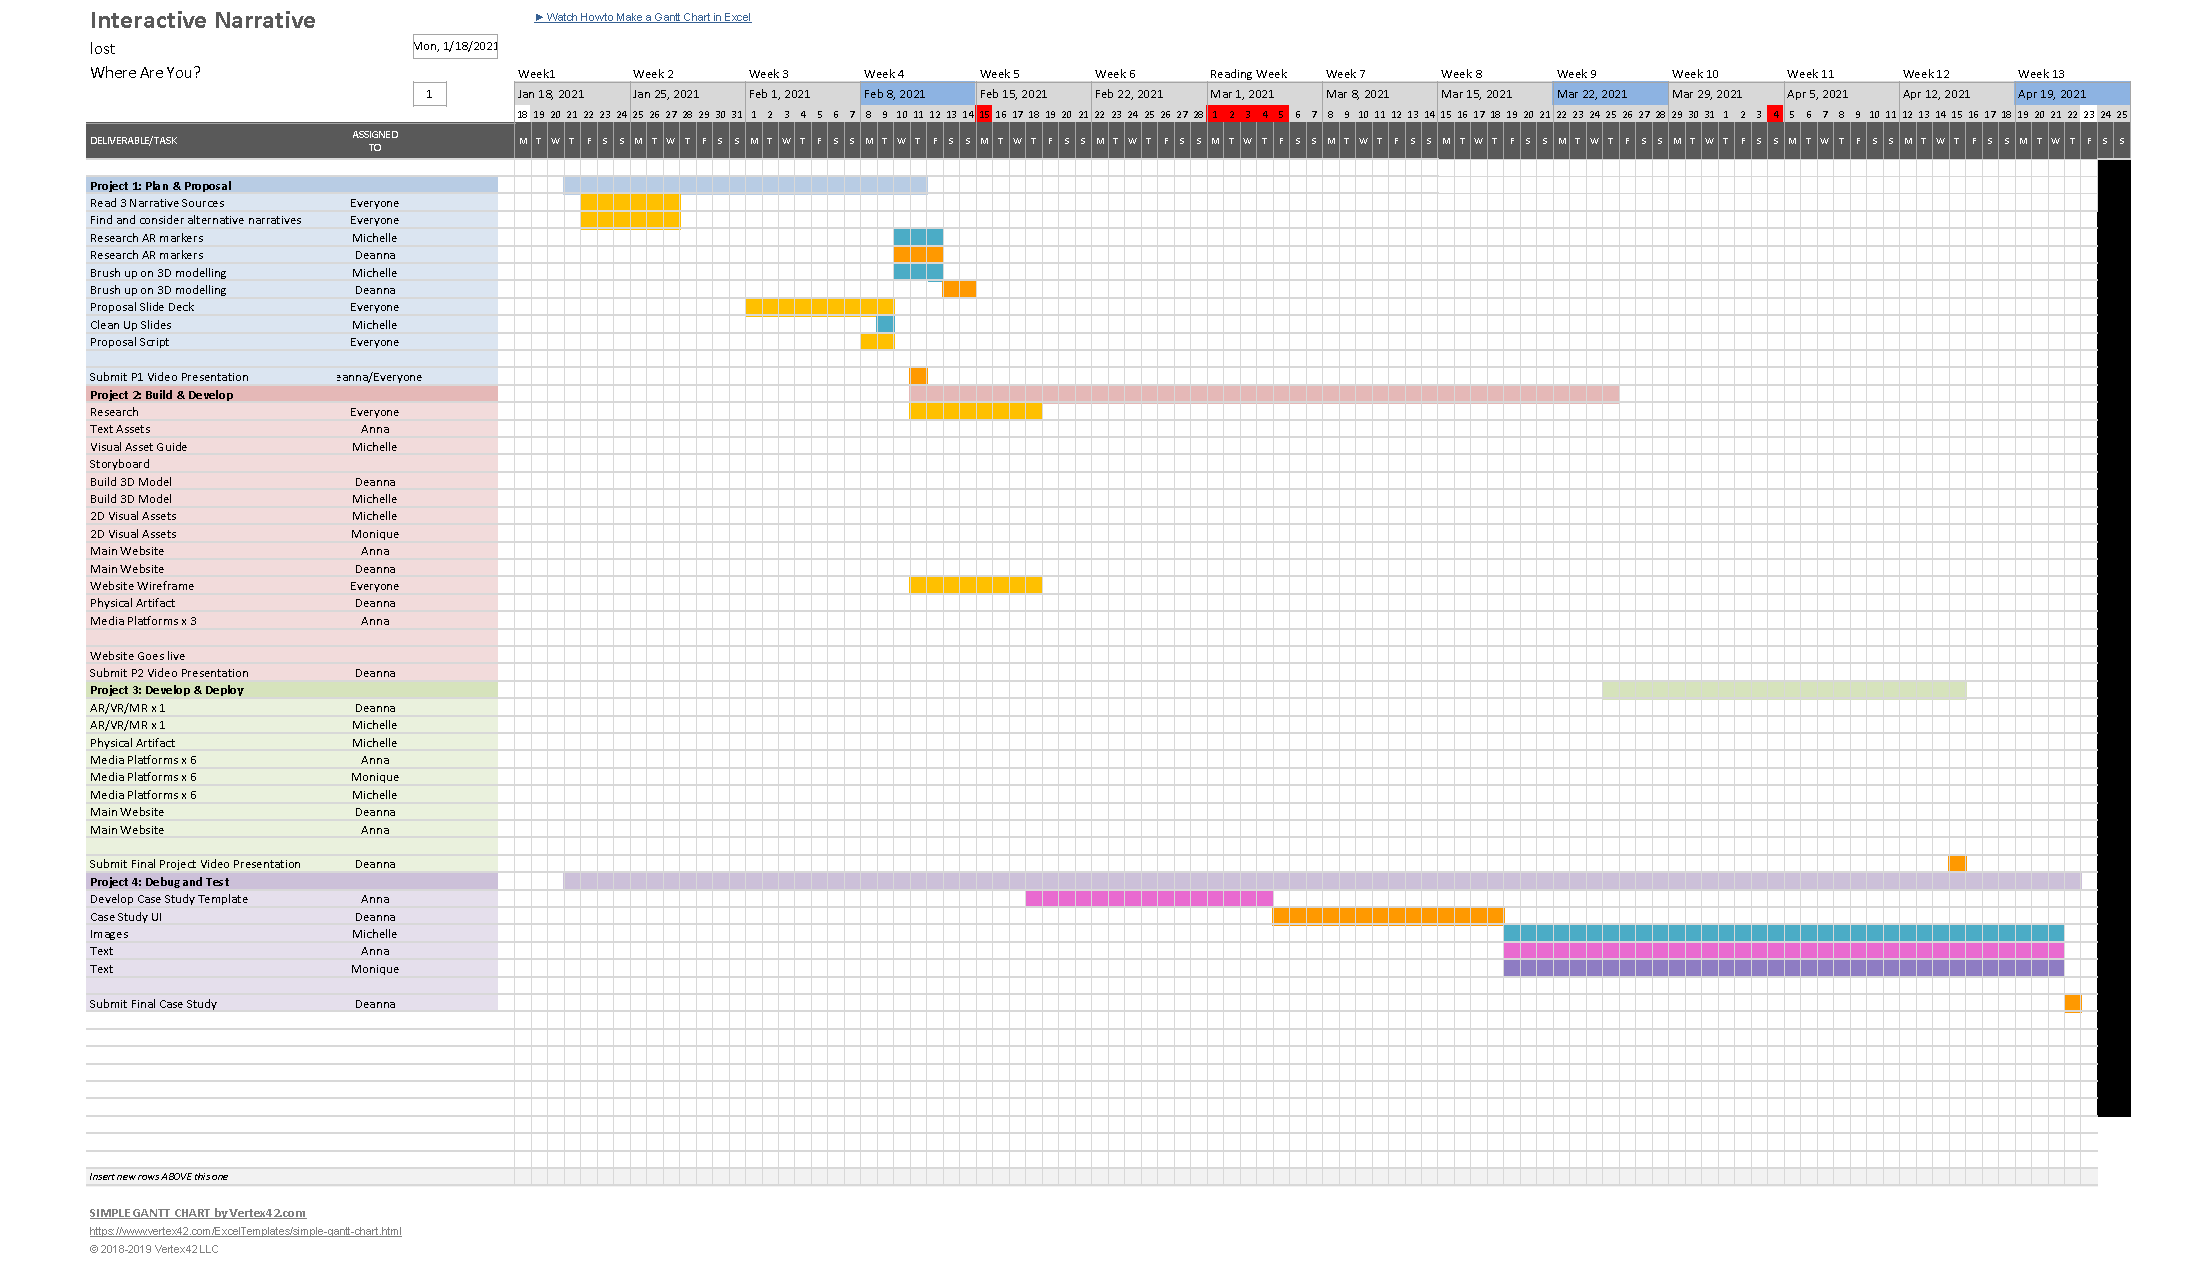 Interactive Narrative
► Watch How to Make a Gantt Chart in Excel
lost
Mon, 1/18/2021
Where Are You?
Week1 Week 2 Week 3 Week 4 Week 5 Week 6 Reading Week Week 7 Week 8 Week 9 Week 10 Week 11 Week 12 Week 13
1
Jan 18, 2021 Jan 25, 2021 Feb 1, 2021 Feb 8, 2021 Feb 15, 2021 Feb 22, 2021 Mar 1, 2021 Mar 8, 2021 Mar 15, 2021 Mar 22, 2021 Mar 29, 2021 Apr 5, 2021 Apr 12, 2021 Apr 19, 2021
18 19 20 21 22 23 24 25 26 27 28 29 30 31 1 2 3 4 5 6 7 8 9 10 11 12 13 14 15 16 17 18 19 20 21 22 23 24 25 26 27 28 1 2 3 4 5 6 7 8 9 10 11 12 13 14 15 16 17 18 19 20 21 22 23 24 25 26 27 28 29 30 31 1 2 3 4 5 6 7 8 9 10 11 12 13 14 15 16 17 18 19 20 21 22 23 24 25
DELIVERABLE/TASK ASSIGNED TO M T W T F S S M T W T F S S M T W T F S S M T W T F S S M T W T F S S M T W T F S S M T W T F S S M T W T F S S M T W T F S S M T W T F S S M T W T F S S M T W T F S S M T W T F S S M T W T F S S
Project 1: Plan & Proposal
Read 3 Narrative Sources Everyone
Find and consider alternative narratives Everyone
Research AR markers Michelle
Research AR markers Deanna
Brush up on 3D modelling Michelle
Brush up on 3D modelling Deanna
Proposal Slide Deck Everyone
Clean Up Slides Michelle
Proposal Script Everyone
Submit P1 Video Presentation eanna/Everyone
Project 2: Build & Develop
Research Everyone
Text Assets Anna
Visual Asset Guide Michelle
Storyboard
Build 3D Model Deanna
Build 3D Model Michelle
2D Visual Assets Michelle
2D Visual Assets Monique
Main Website Anna
Main Website Deanna
Website Wireframe Everyone
Physical Artifact Deanna
Media Platforms x 3 Anna
Website Goes live
Submit P2 Video Presentation Deanna
Project 3: Develop & Deploy
AR/VR/MR x 1 Deanna
AR/VR/MR x 1 Michelle
Physical Artifact Michelle
Media Platforms x 6 Anna
Media Platforms x 6 Monique
Media Platforms x 6 Michelle
Main Website Deanna
Main Website Anna
Submit Final Project Video Presentation Deanna
Project 4: Debug and Test
Develop Case Study Template Anna
Case Study UI Deanna
Images Michelle
Text Anna
Text Monique
Submit Final Case Study Deanna
Insert new rows ABOVE this one
SIMPLE GANTT CHART by Vertex42.com
https://www.vertex42.com/ExcelTemplates/simple-gantt-chart.html
© 2018-2019 Vertex42 LLC